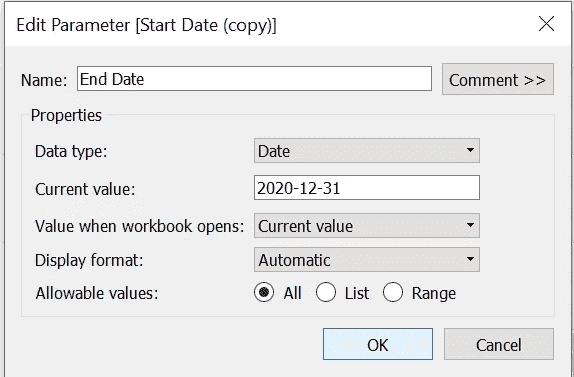 Edit Parameter [Start Date (copy)]
Name: End Date Comment >>
Properties
Data type: Date
Current value: 2020-12-31
Value when workbook opens: Current value
Display format: Automatic
Allowable values: All List Range
OK Cancel